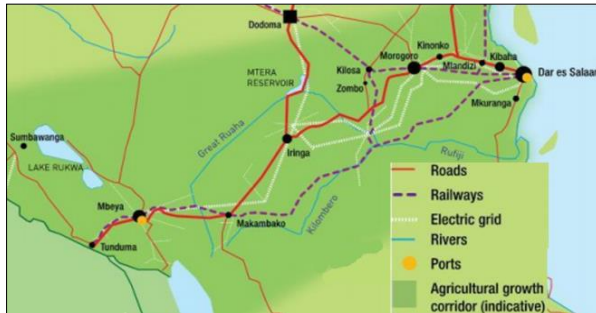 Dodoma
MTERA
RESERVOIR
Kilosa
Zombo
Morogoro
Kinonko
Mlandizi
Kibaha
Dar es Salaam
Mkuranga
Sumbawanga
LAKE RUKWA
Great Ruaha
Iringa
Rufiji
Mbeya
Tunduma
Makambako
Kilombero
Roads
Railways
Electric grid
Rivers
Ports
Agricultural growth
corridor (indicative)